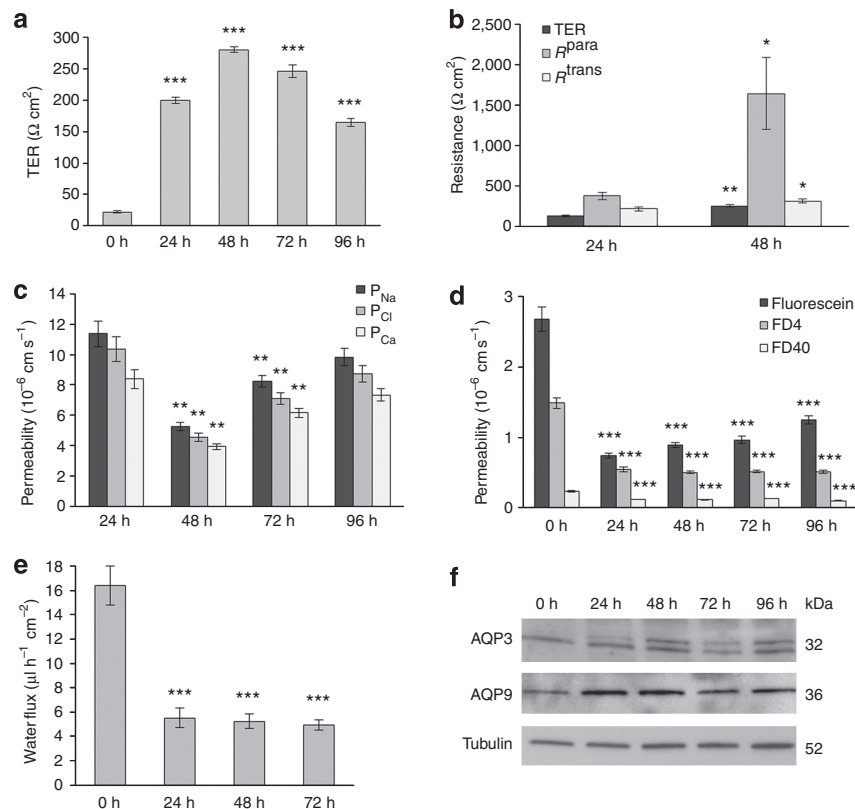 a
TER (Ω cm²)
300
250
200
150
100
50
0
***
***
***
***
0 h 24 h 48 h 72 h 96 h
b
Resistance (Ω cm²)
2,500
2,000
1,500
1,000
500
0
TER
R^para
R^trans
** * *
24 h 48 h
c
Permeability (10⁻⁶ cm s⁻¹)
14
12
10
8
6
4
2
0
P_Na
P_Cl
P_Ca
** ** **
** ** **
24 h 48 h 72 h 96 h
d
Permeability (10⁻⁶ cm s⁻¹)
3
2
1
0
Fluorescein
FD4
FD40
*** *** ***
*** *** ***
*** *** ***
*** *** ***
0 h 24 h 48 h 72 h 96 h
e
Water flux (µl h⁻¹ cm⁻²)
18
16
14
12
10
8
6
4
2
0
*** *** ***
0 h 24 h 48 h 72 h
f
0 h 24 h 48 h 72 h 96 h kDa
AQP3 32
AQP9 36
Tubulin 52